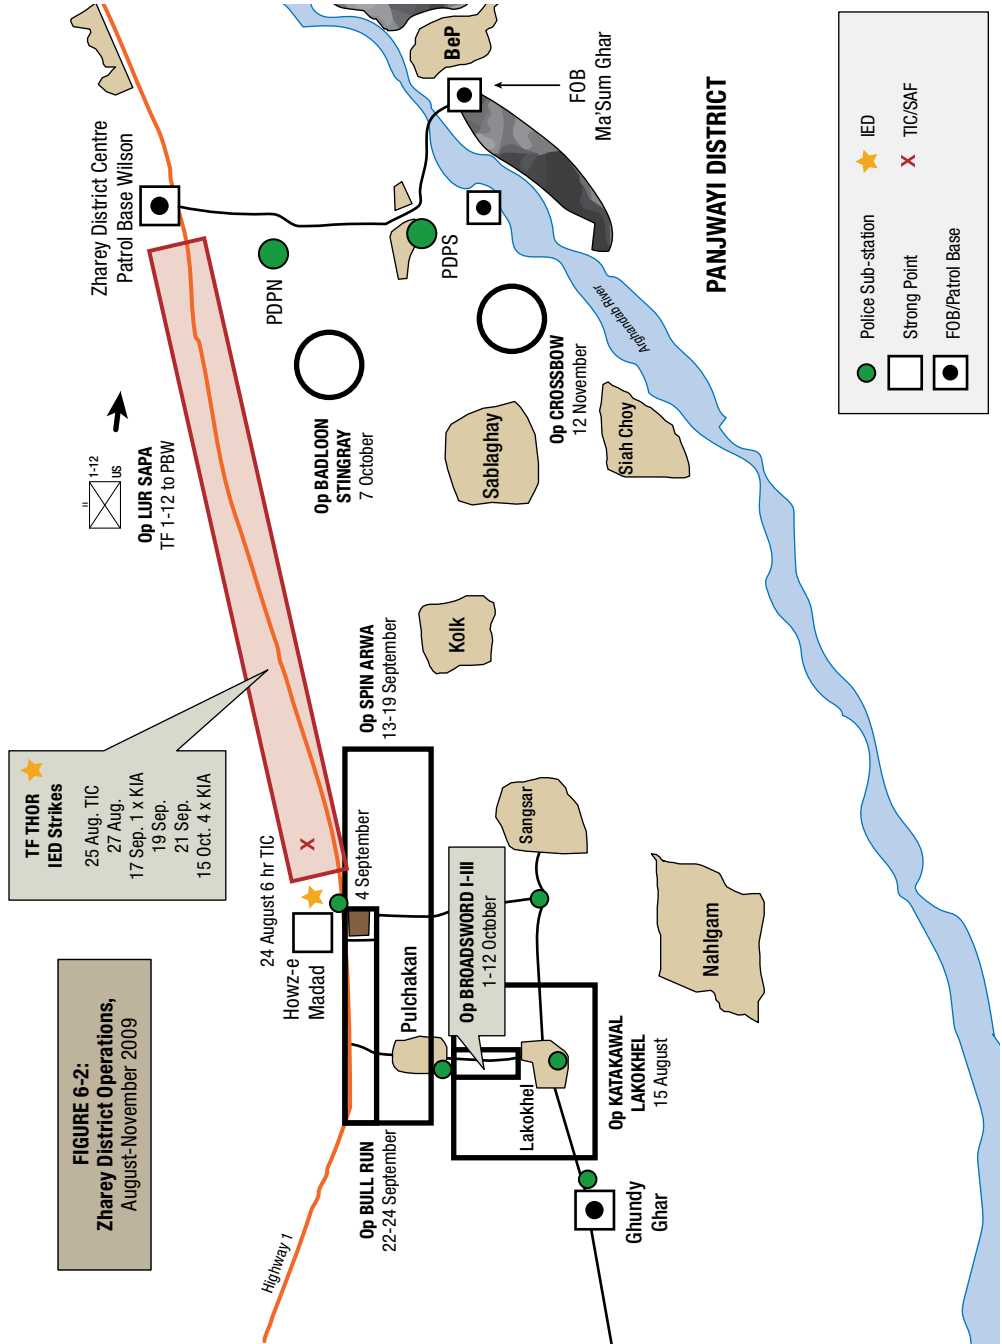 FIGURE 6-2:
Zharey District Operations,
August-November 2009
TF THOR
IED Strikes
25 Aug. TIC
27 Aug.
17 Sep. 1 x KIA
19 Sep.
21 Sep.
15 Oct. 4 x KIA
II
1-12
US
Op LUR SAPA
TF 1-12 to PBW
Zharey District Centre
Patrol Base Wilson
Highway 1
Howz-e
Madad
24 August 6 hr TIC
X
4 September
Op BULL RUN
22-24 September
Pulchakan
Op SPIN ARWA
13-19 September
Op BADLOON
STINGRAY
7 October
PDPN
PDPS
BeP
FOB
Ma'Sum Ghar
Op BROADSWORD I-III
1-12 October
Lakokhel
Sangsar
Kolk
Sablaghay
Op CROSSBOW
12 November
Siah Choy
Arghandab River
Ghundy
Ghar
Op KATAKAWAL
LAKOKHEL
15 August
Nahlgam
PANJWAYI DISTRICT
Police Sub-station
Strong Point
FOB/Patrol Base
IED
X TIC/SAF